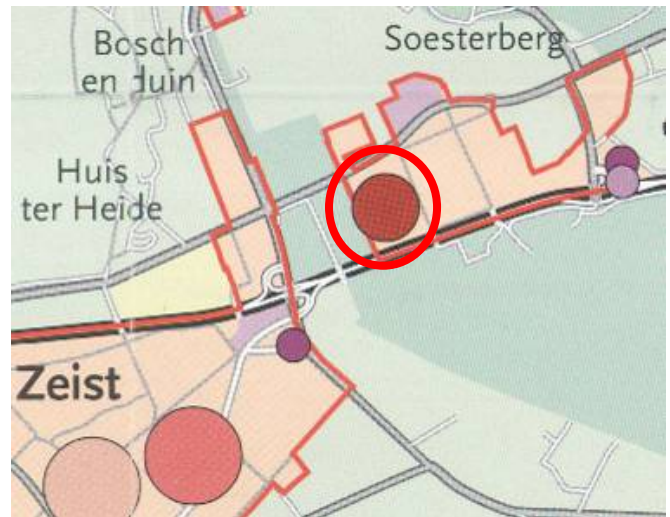 Bosch
en duin
Soesterberg
Huis
ter Heide
Zeist